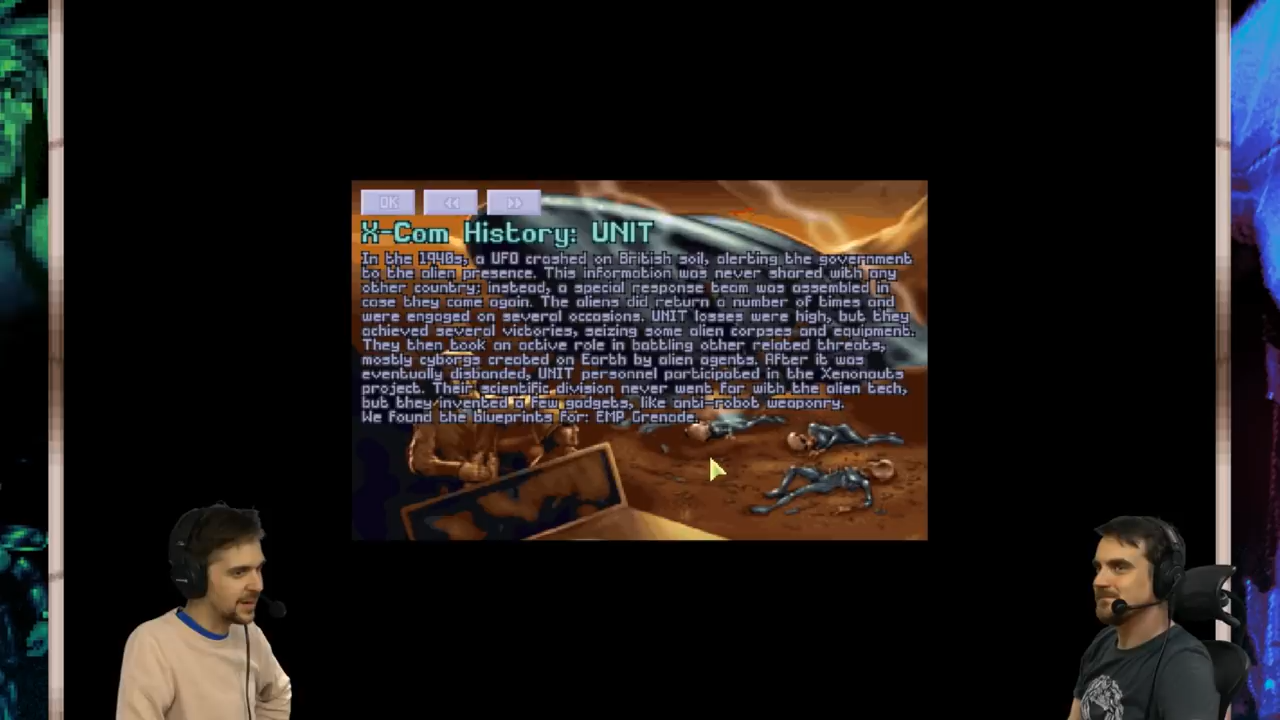 OK
X-Com History: UNIT
In the 1940s, a UFO crashed on British soil, alerting the government
to the alien presence. This information was never shared with any
other country; instead, a special response team was assembled in
case they came again. The aliens did return a number of times and
were engaged on several occasions. UNIT losses were high, but they
achieved several victories, seizing some alien corpses and equipment.
They then took an active role in battling other related threats,
mostly cyborgs created on Earth by alien agents. After it was
eventually disbanded, UNIT personnel participated in the Xenonauts
project. Their scientific division never went far with the alien tech,
but they invented a few gadgets, like anti-robot weaponry.
We found the blueprints for: EMP Grenade.